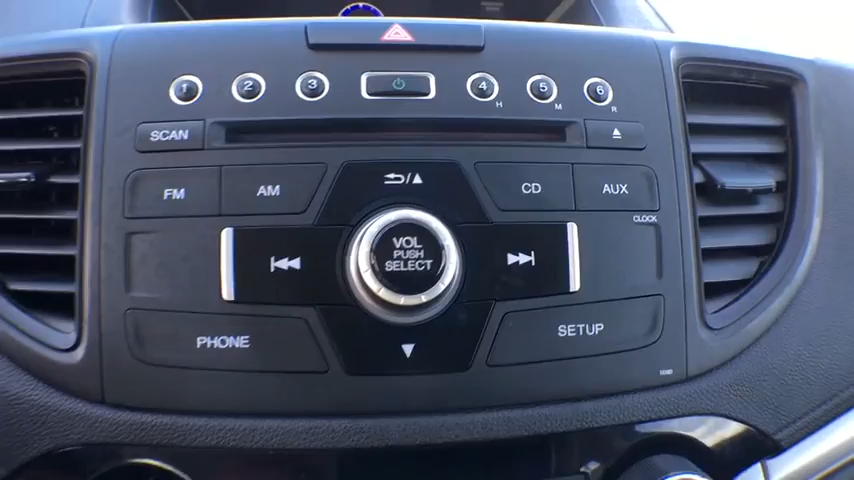 1 2 3 4 5 6
H M R
SCAN
FM AM CD AUX
CLOCK
VOL
PUSH
SELECT
PHONE SETUP